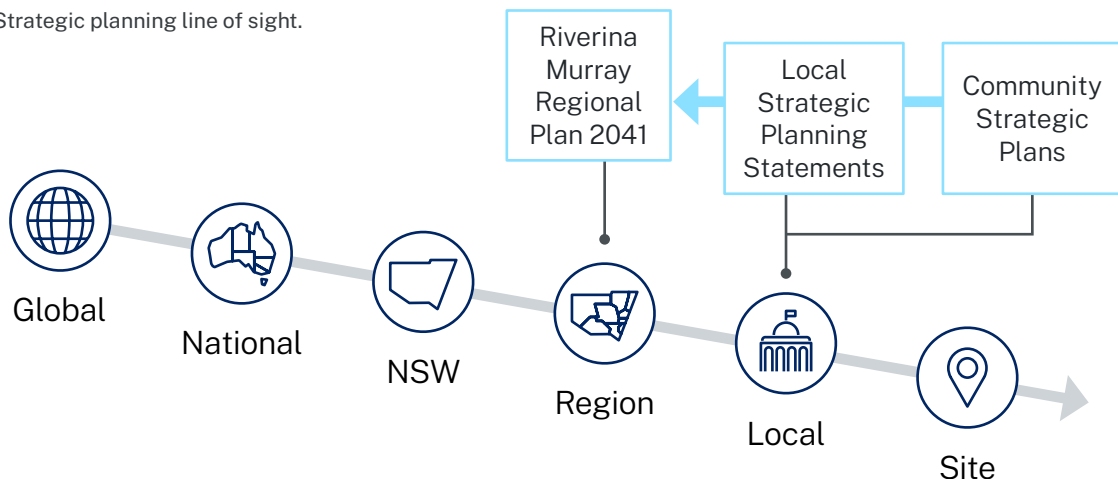 Strategic planning line of sight.
Riverina
Murray
Regional
Plan 2041
Local
Strategic
Planning
Statements
Community
Strategic
Plans
Global
National
NSW
Region
Local
Site